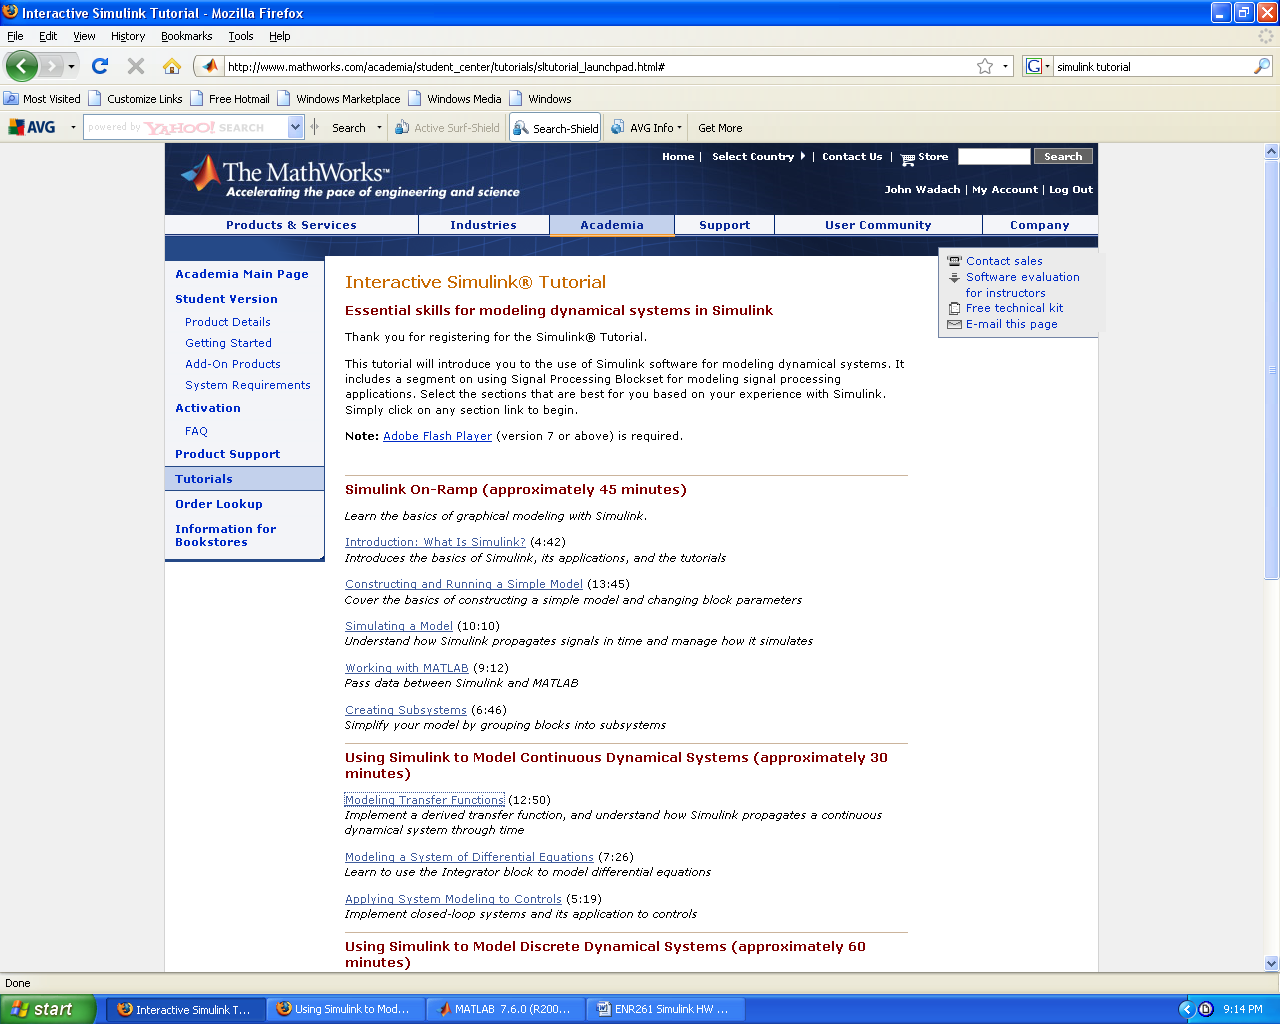 Interactive Simulink Tutorial - Mozilla Firefox
File Edit View History Bookmarks Tools Help
http://www.mathworks.com/academia/student_center/tutorials/sltutorial_launchpad.html#
G simulink tutorial
Most Visited Customize Links Free Hotmail Windows Marketplace Windows Media Windows
AVG powered by YAHOO! SEARCH Search Active Surf-Shield Search-Shield AVG Info Get More
Home | Select Country | Contact Us | Store Search
The MathWorks™
Accelerating the pace of engineering and science
John Wadach | My Account | Log Out
Products & Services Industries Academia Support User Community Company
Academia Main Page
Student Version
Product Details
Getting Started
Add-On Products
System Requirements
Activation
FAQ
Product Support
Tutorials
Order Lookup
Information for
Bookstores
Interactive Simulink® Tutorial
Essential skills for modeling dynamical systems in Simulink
Thank you for registering for the Simulink® Tutorial.
This tutorial will introduce you to the use of Simulink software for modeling dynamical systems. It
includes a segment on using Signal Processing Blockset for modeling signal processing
applications. Select the sections that are best for you based on your experience with Simulink.
Simply click on any section link to begin.
Note: Adobe Flash Player (version 7 or above) is required.
Contact sales
Software evaluation
for instructors
Free technical kit
E-mail this page
Simulink On-Ramp (approximately 45 minutes)
Learn the basics of graphical modeling with Simulink.
Introduction: What Is Simulink? (4:42)
Introduces the basics of Simulink, its applications, and the tutorials
Constructing and Running a Simple Model (13:45)
Cover the basics of constructing a simple model and changing block parameters
Simulating a Model (10:10)
Understand how Simulink propagates signals in time and manage how it simulates
Working with MATLAB (9:12)
Pass data between Simulink and MATLAB
Creating Subsystems (6:46)
Simplify your model by grouping blocks into subsystems
Using Simulink to Model Continuous Dynamical Systems (approximately 30
minutes)
Modeling Transfer Functions (12:50)
Implement a derived transfer function, and understand how Simulink propagates a continuous
dynamical system through time
Modeling a System of Differential Equations (7:26)
Learn to use the Integrator block to model differential equations
Applying System Modeling to Controls (5:19)
Implement closed-loop systems and its application to controls
Using Simulink to Model Discrete Dynamical Systems (approximately 60
minutes)
Done
start Interactive Simulink T... Using Simulink to Mod... MATLAB 7.6.0 (R200... ENR261 Simulink HW ... 9:14 PM